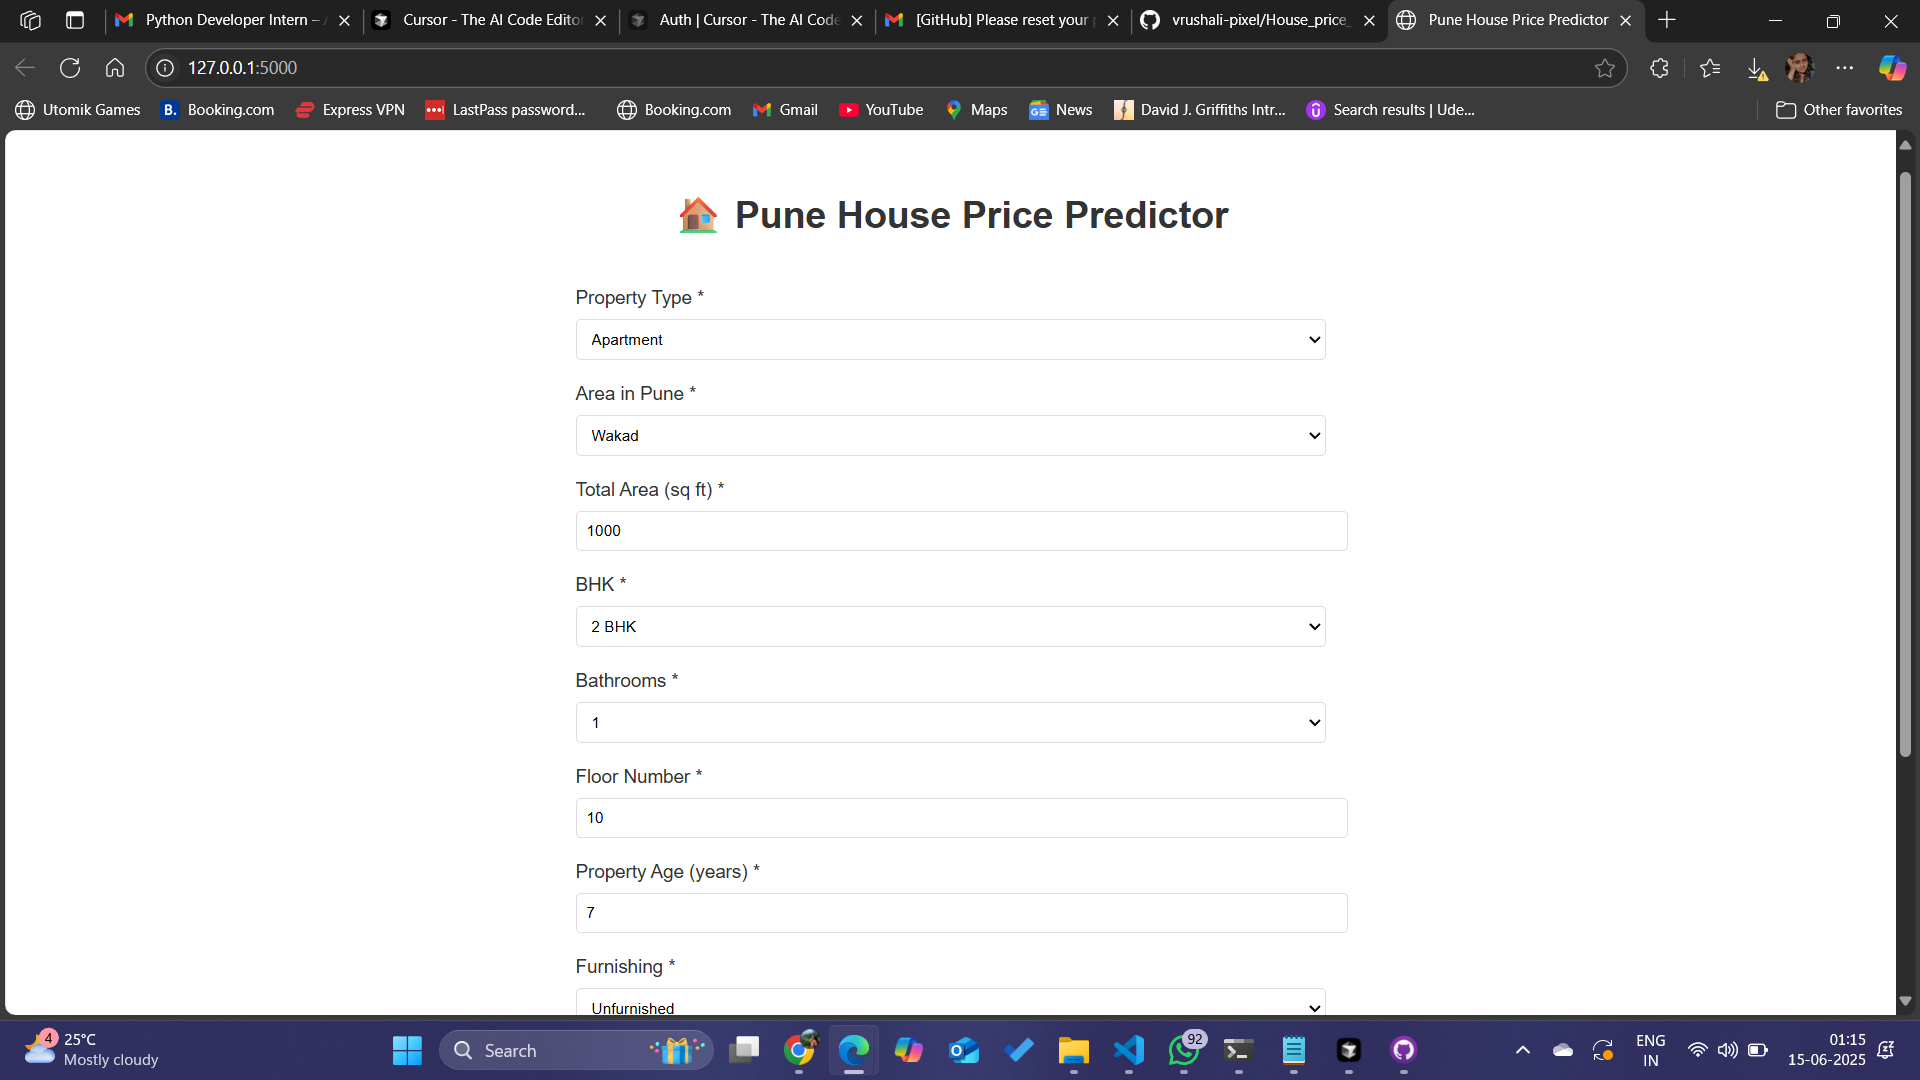 Python Developer Intern –
Cursor - The AI Code Edito
Auth | Cursor - The AI Code
[GitHub] Please reset your
vrushali-pixel/House_price_
Pune House Price Predictor
127.0.0.1:5000
Utomik Games
B. Booking.com
Express VPN
LastPass password...
Booking.com
Gmail
YouTube
Maps
News
David J. Griffiths Intr...
Search results | Ude...
Other favorites
Pune House Price Predictor
Property Type *
Apartment
Area in Pune *
Wakad
Total Area (sq ft) *
1000
BHK *
2 BHK
Bathrooms *
1
Floor Number *
10
Property Age (years) *
7
Furnishing *
Unfurnished
4
25°C
Mostly cloudy
Search
92
ENG
IN
01:15
15-06-2025